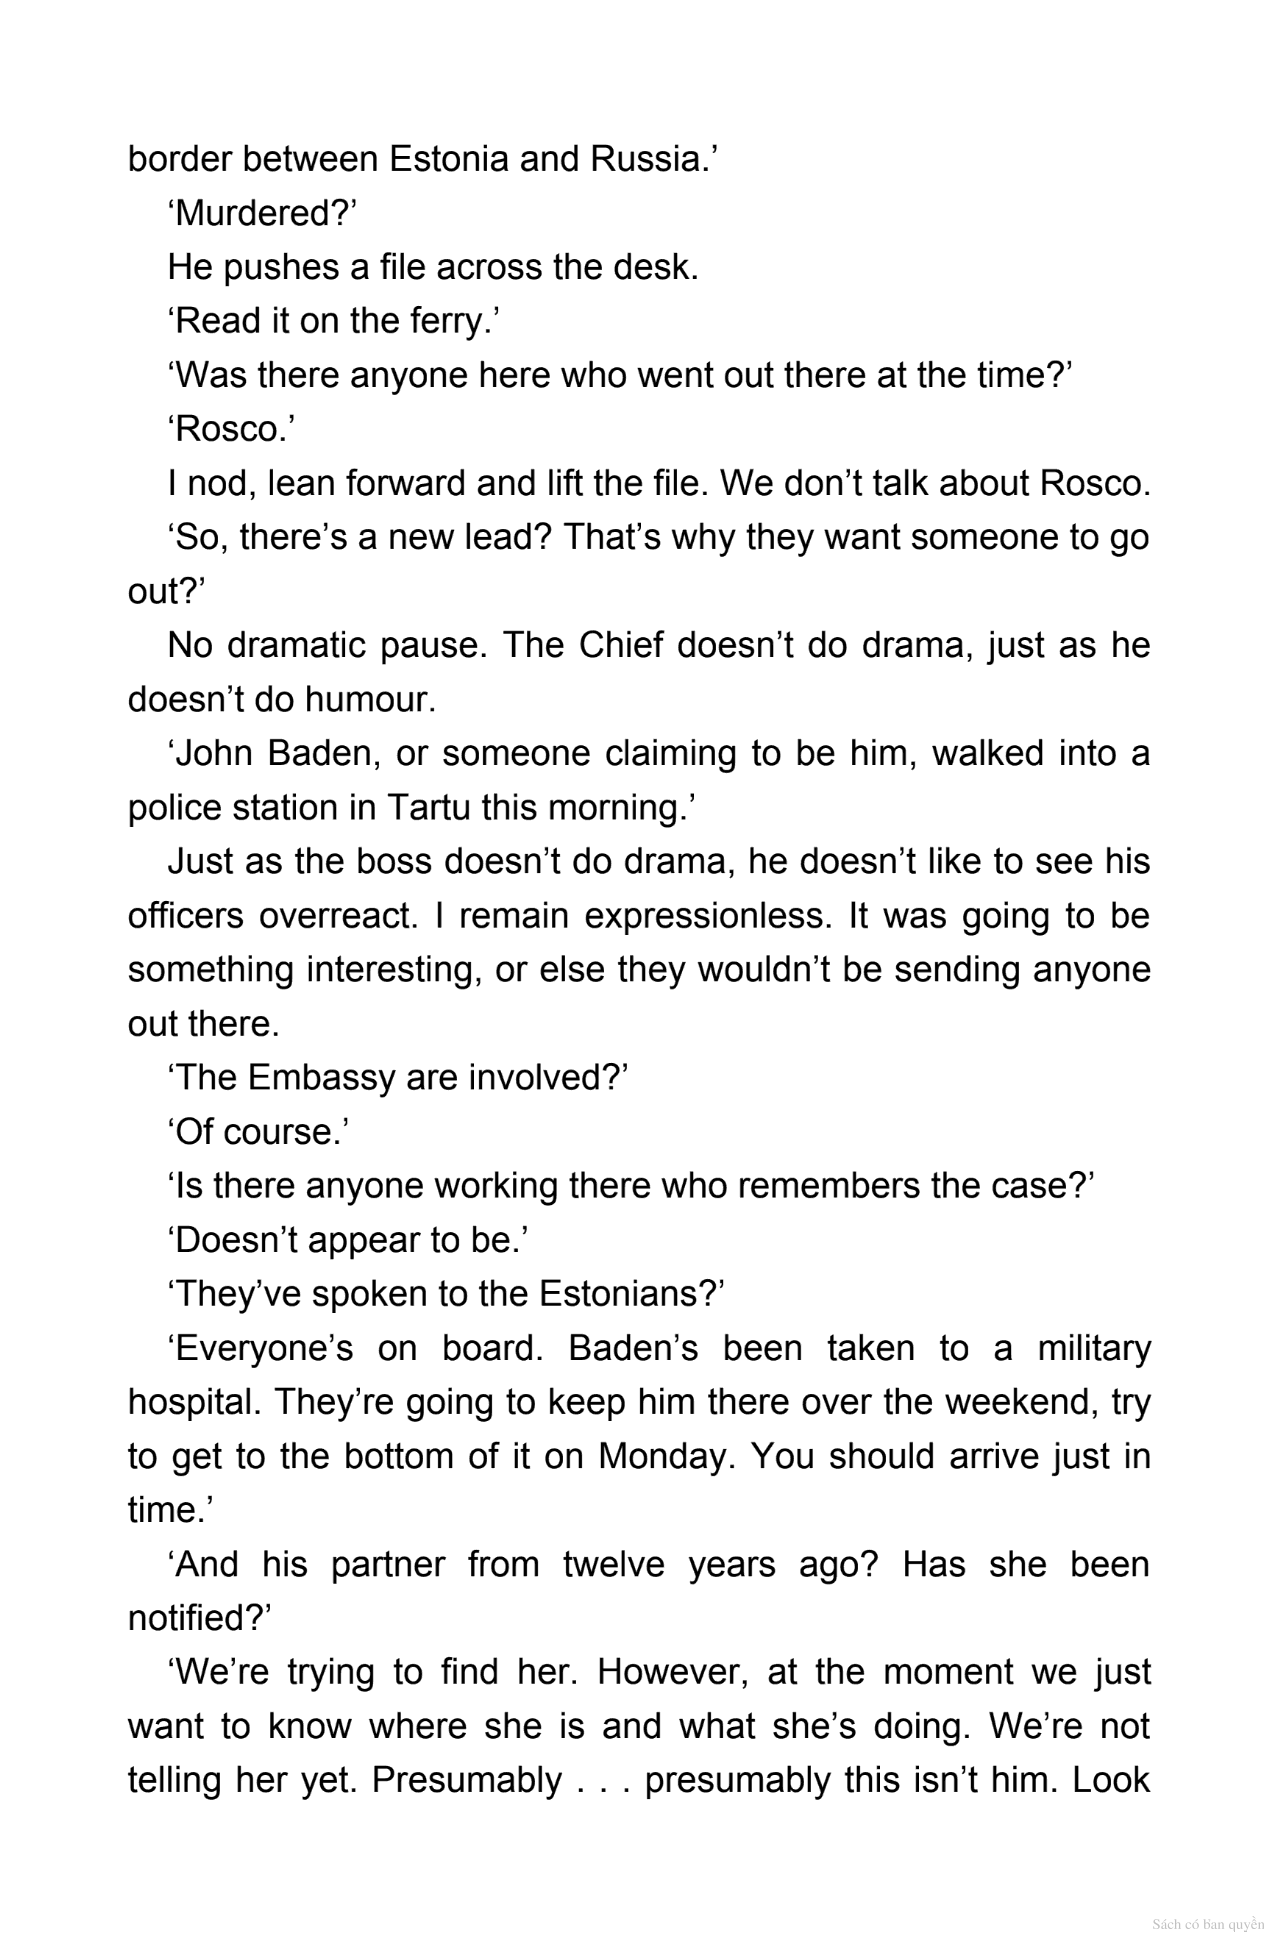 border between Estonia and Russia.’
‘Murdered?’
He pushes a file across the desk.
‘Read it on the ferry.’
‘Was there anyone here who went out there at the time?’
‘Rosco.’
I nod, lean forward and lift the file. We don’t talk about Rosco.
‘So, there’s a new lead? That’s why they want someone to go
out?’
No dramatic pause. The Chief doesn’t do drama, just as he
doesn’t do humour.
‘John Baden, or someone claiming to be him, walked into a
police station in Tartu this morning.’
Just as the boss doesn’t do drama, he doesn’t like to see his
officers overreact. I remain expressionless. It was going to be
something interesting, or else they wouldn’t be sending anyone
out there.
‘The Embassy are involved?’
‘Of course.’
‘Is there anyone working there who remembers the case?’
‘Doesn’t appear to be.’
‘They’ve spoken to the Estonians?’
‘Everyone’s on board. Baden’s been taken to a military
hospital. They’re going to keep him there over the weekend, try
to get to the bottom of it on Monday. You should arrive just in
time.’
‘And his partner from twelve years ago? Has she been
notified?’
‘We’re trying to find her. However, at the moment we just
want to know where she is and what she’s doing. We’re not
telling her yet. Presumably . . . presumably this isn’t him. Look
Sách có bản quyền